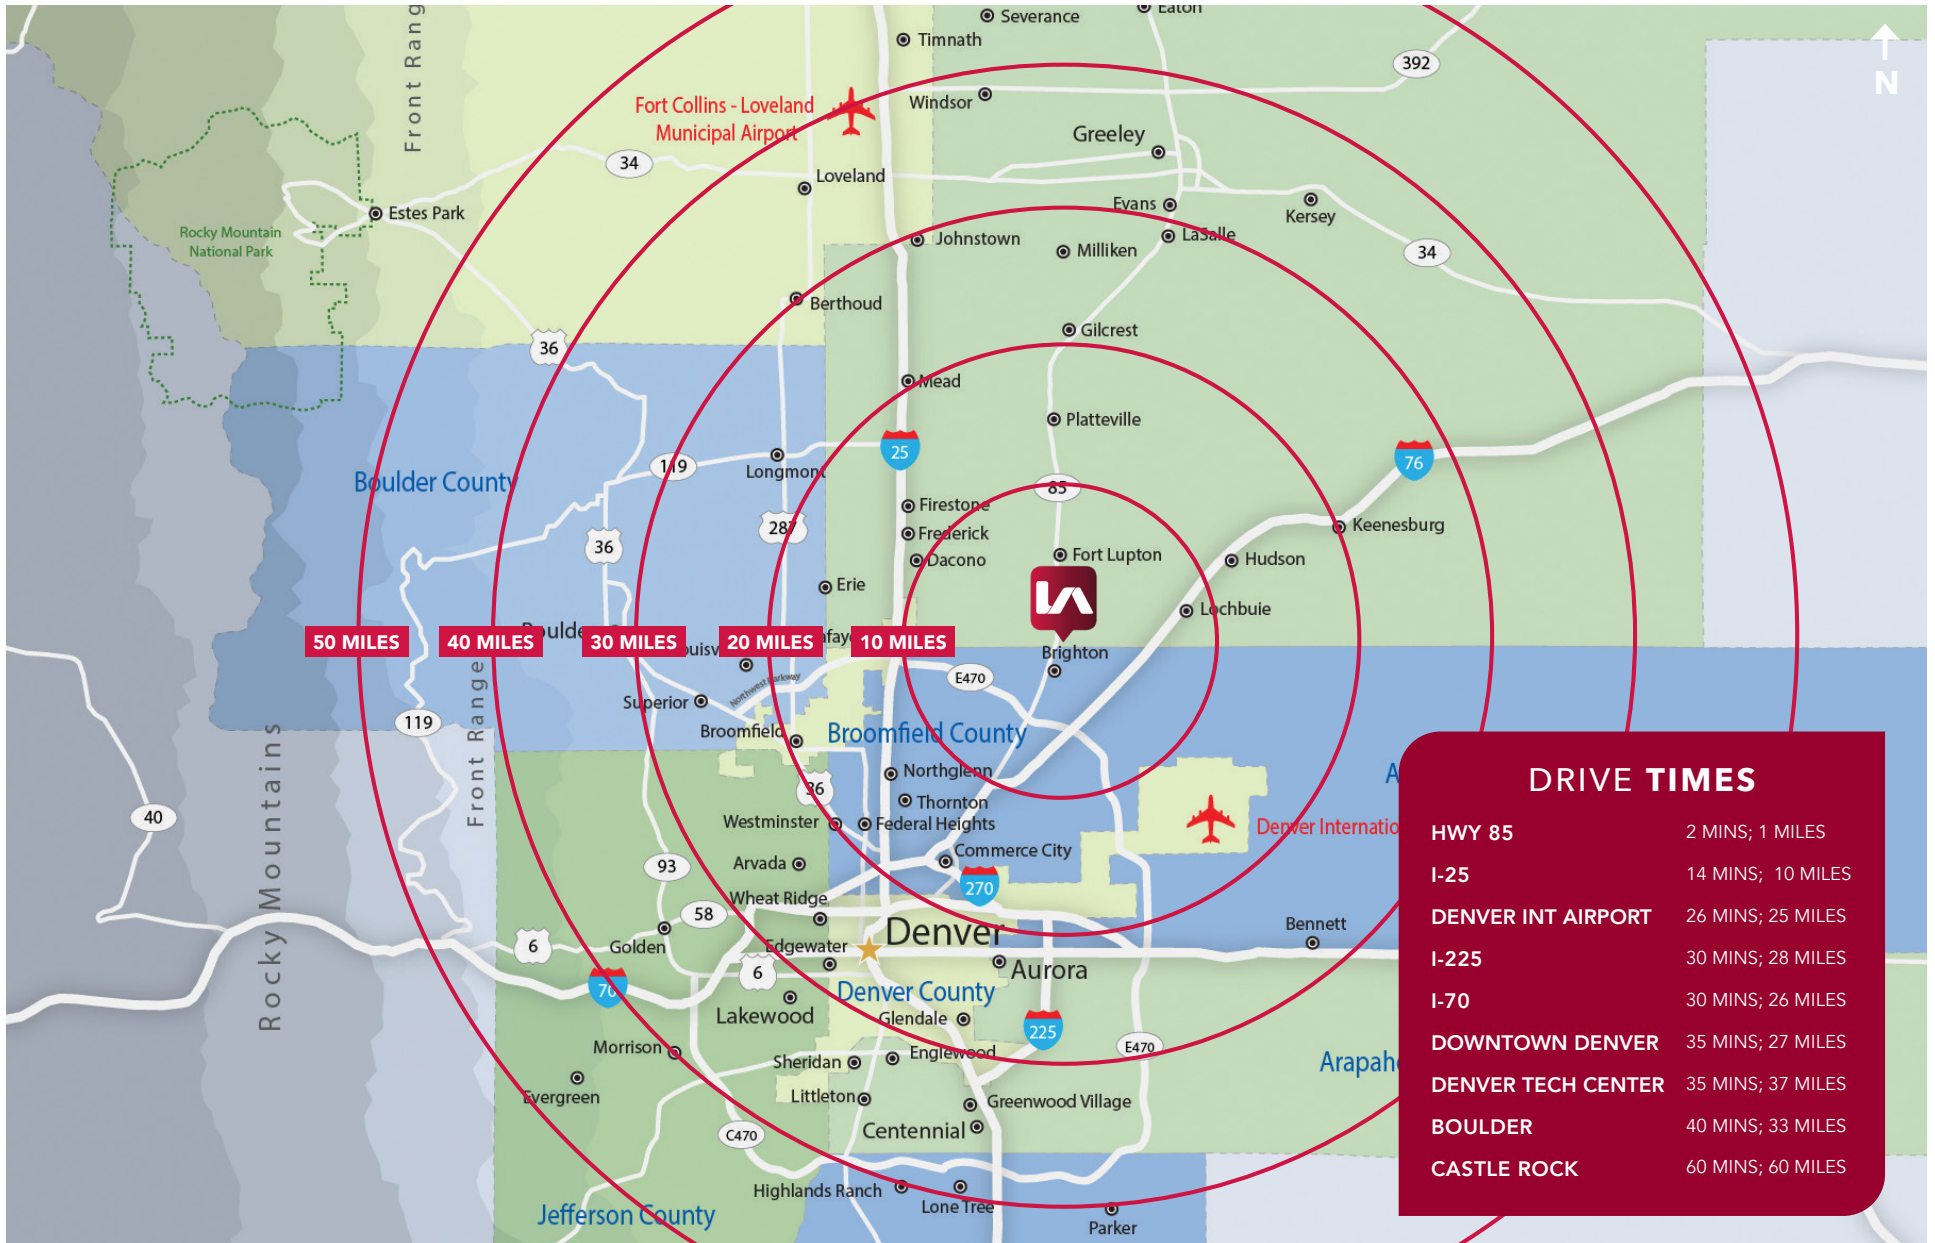 Severance
Eaton
Timnath
392
N
Front Rang
Fort Collins - Loveland
Municipal Airport
Windsor
Greeley
34
Loveland
Estes Park
Evans
Kersey
Rocky Mountain
National Park
Johnstown
LaSalle
Milliken
34
Berthoud
Gilcrest
36
Mead
Platteville
25
76
119
Longmont
Boulder County
85
Firestone
287
Frederick
Keenesburg
36
Fort Lupton
Dacono
Hudson
Erie
Lochbuie
50 MILES
40 MILES
30 MILES
20 MILES
10 MILES
Brighton
E470
Northwest Parkway
Superior
119
Front Range
Broomfield
Broomfield County
Northglenn
36
Thornton
40
Westminster
Federal Heights
Denver Internatio
Commerce City
Arvada
93
270
Wheat Ridge
58
Rocky Mountains
Denver
Bennett
6
Golden
Edgewater
6
Aurora
70
Denver County
Lakewood
Glendale
225
E470
Morrison
Sheridan
Englewood
Arapaho
Evergreen
Littleton
Greenwood Village
C470
Centennial
Highlands Ranch
Lone Tree
Jefferson County
Parker
DRIVE TIMES
HWY 85 2 MINS; 1 MILES
I-25 14 MINS; 10 MILES
DENVER INT AIRPORT 26 MINS; 25 MILES
I-225 30 MINS; 28 MILES
I-70 30 MINS; 26 MILES
DOWNTOWN DENVER 35 MINS; 27 MILES
DENVER TECH CENTER 35 MINS; 37 MILES
BOULDER 40 MINS; 33 MILES
CASTLE ROCK 60 MINS; 60 MILES